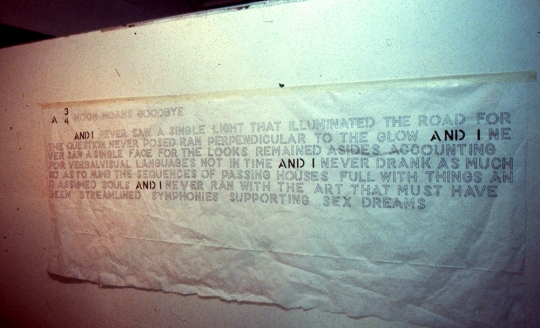 A 3/4 MOON MOANS GOODBYE
AND I NEVER SAW A SINGLE LIGHT THAT ILLUMINATED THE ROAD FOR
THE QUESTION NEVER POSED RAN PERPENDICULAR TO THE GLOW AND I NE
VER SAW A SINGLE FACE FOR THE LOOKS REMAINED ASIDES ACCOUNTING
FOR VERBAVISUAL LANGUAGES NOT TIME AND I NEVER DRANK AS MUCH
SO AS TO NUMB THE SEQUENCES OF PASSING HOUSES FULL WITH THINGS AN
D ASSUMED SOULS AND I NEVER RAN WITH THE ART THAT MUST HAVE
BEEN STREAMLINED SYMPHONIES SUPPORTING SEX DREAMS